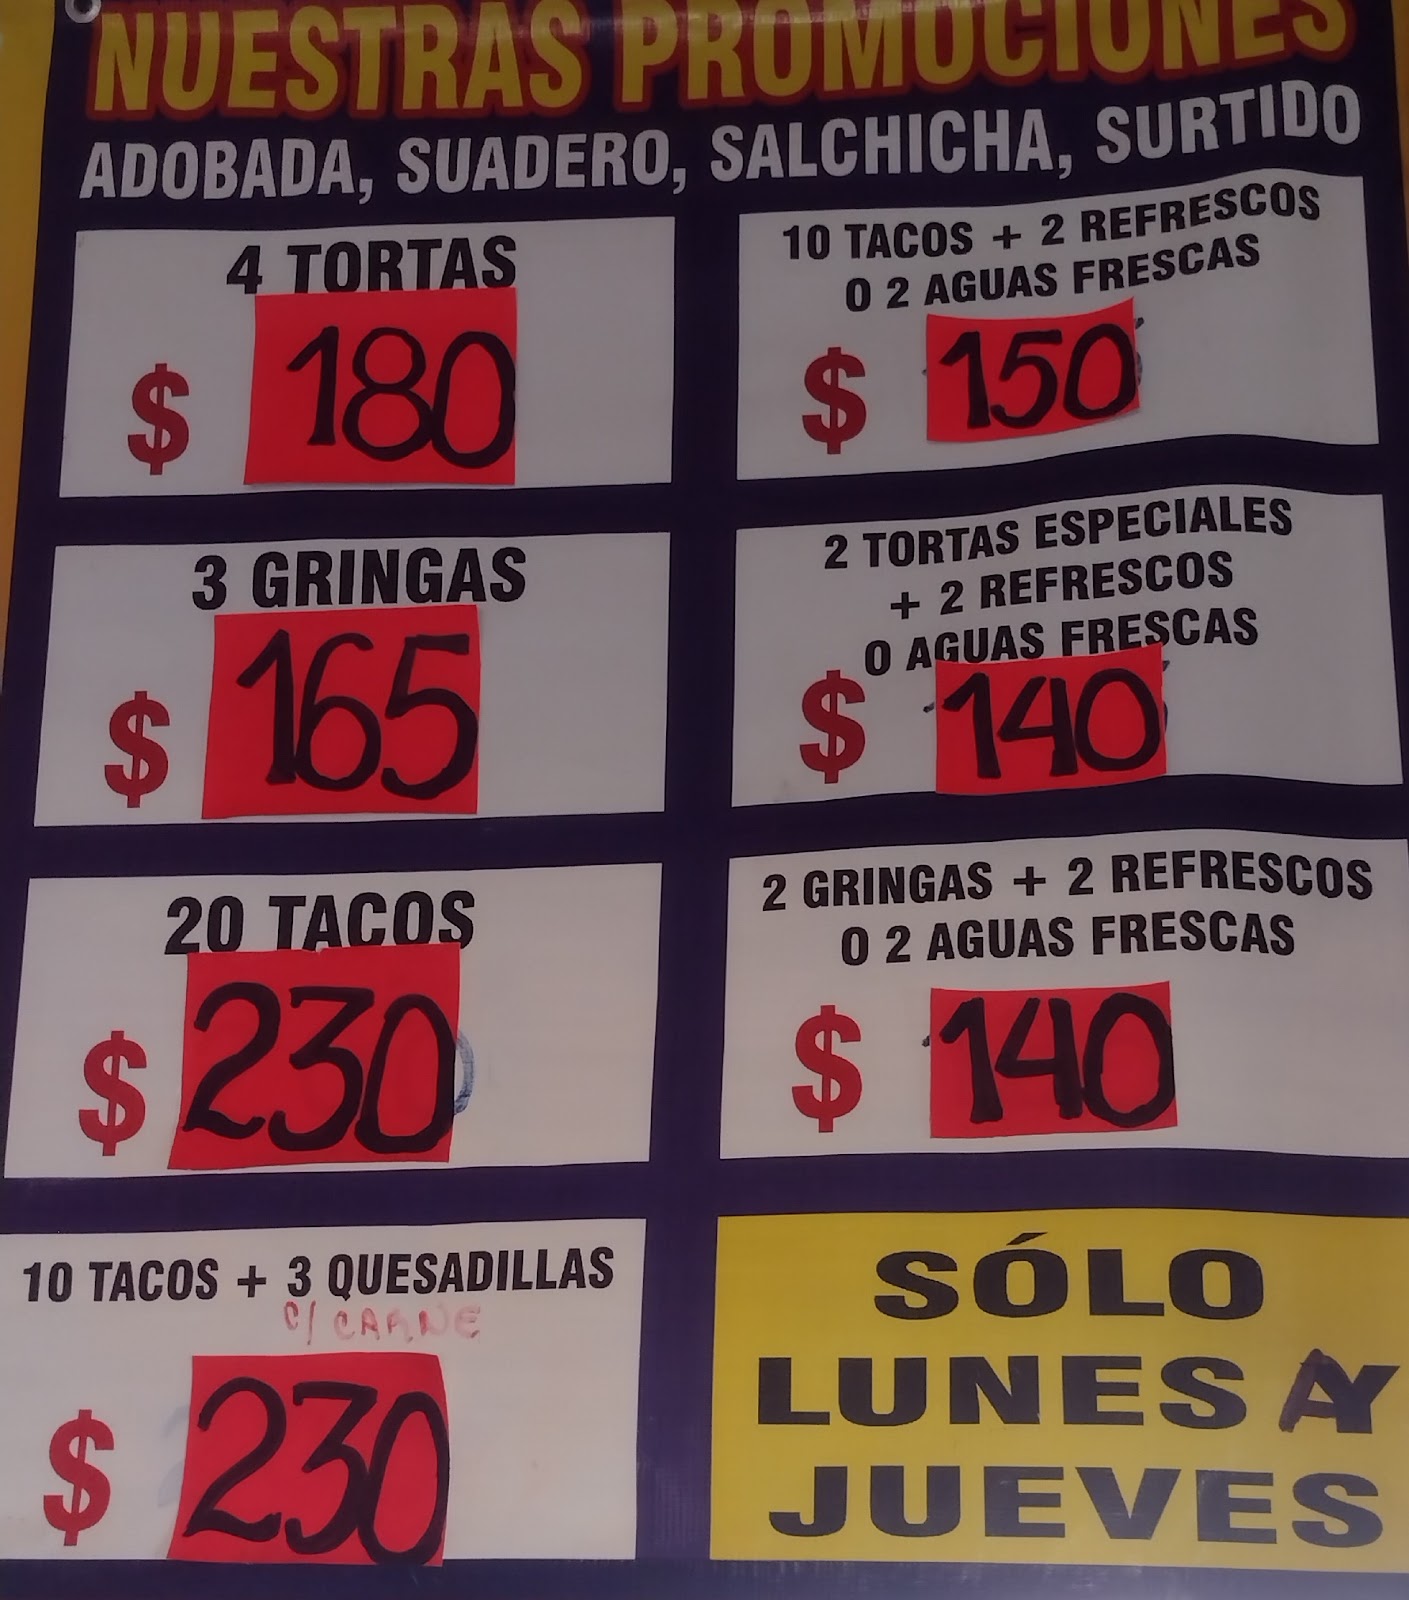 NUESTRAS PROMOCIONES
ADOBADA, SUADERO, SALCHICHA, SURTIDO
4 TORTAS
$ 180
3 GRINGAS
$ 165
20 TACOS
$ 230
10 TACOS + 3 QUESADILLAS
C/ CARNE
$ 230
10 TACOS + 2 REFRESCOS
O 2 AGUAS FRESCAS
$ 150
2 TORTAS ESPECIALES
+ 2 REFRESCOS
O AGUAS FRESCAS
$ 140
2 GRINGAS + 2 REFRESCOS
O 2 AGUAS FRESCAS
$ 140
SÓLO
LUNES A Y
JUEVES